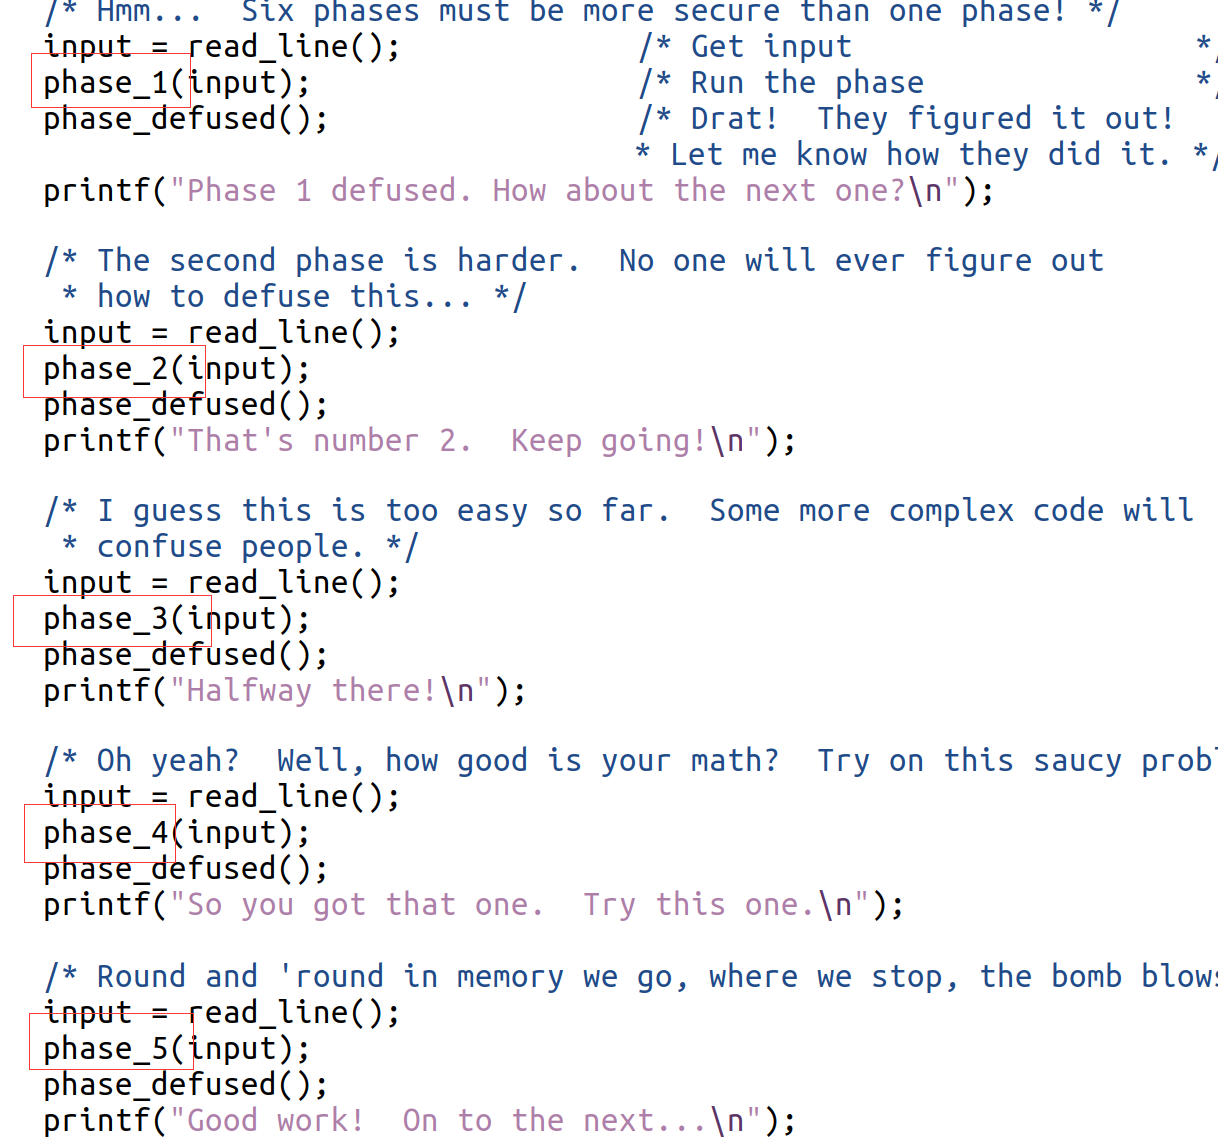 /* Hmm...  Six phases must be more secure than one phase! */
input = read_line();             /* Get input                   */
phase_1(input);                  /* Run the phase               */
phase_defused();                 /* Drat!  They figured it out!
                                 * Let me know how they did it. */
printf("Phase 1 defused. How about the next one?\n");

/* The second phase is harder.  No one will ever figure out
 * how to defuse this... */
input = read_line();
phase_2(input);
phase_defused();
printf("That's number 2.  Keep going!\n");

/* I guess this is too easy so far.  Some more complex code will
 * confuse people. */
input = read_line();
phase_3(input);
phase_defused();
printf("Halfway there!\n");

/* Oh yeah?  Well, how good is your math?  Try on this saucy probl
input = read_line();
phase_4(input);
phase_defused();
printf("So you got that one.  Try this one.\n");

/* Round and 'round in memory we go, where we stop, the bomb blows
input = read_line();
phase_5(input);
phase_defused();
printf("Good work!  On to the next...\n");